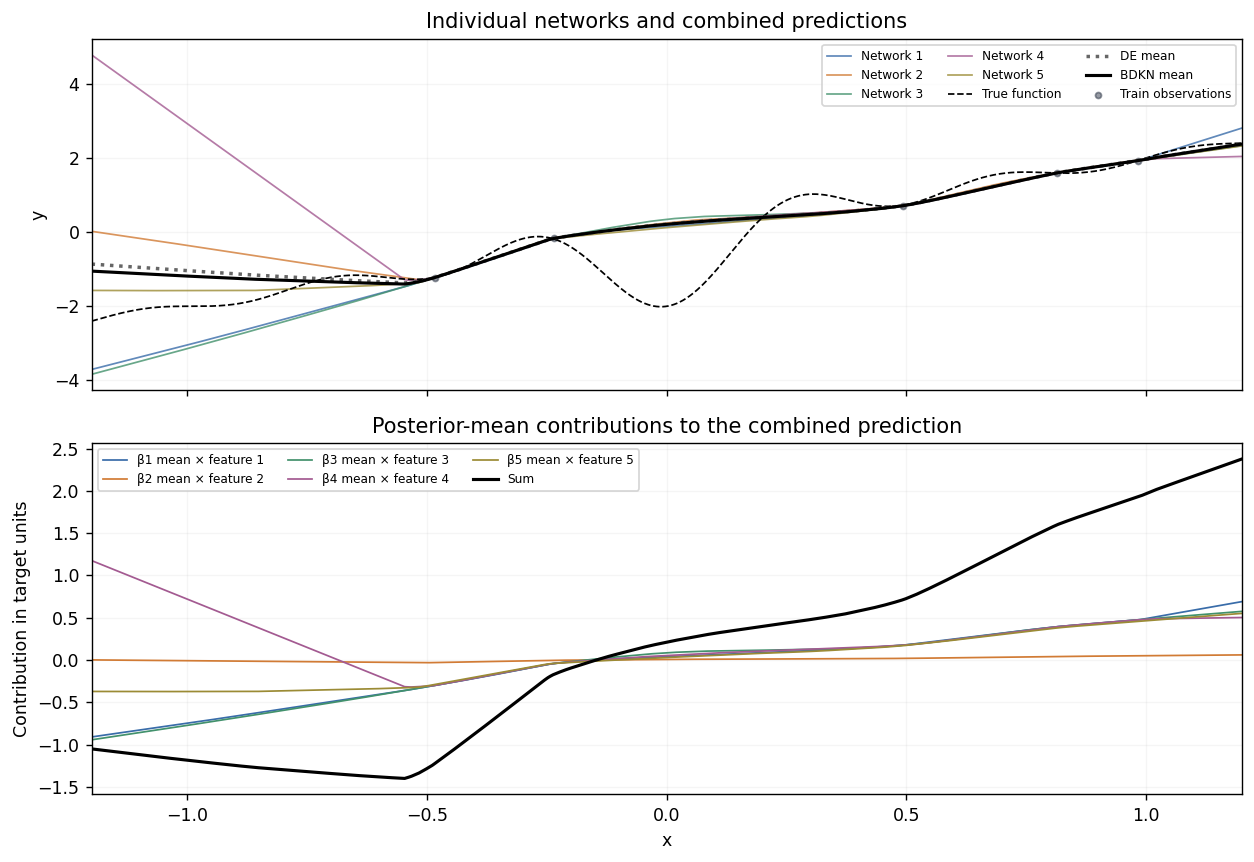 Individual networks and combined predictions
Network 1
Network 2
Network 3
Network 4
Network 5
True function
DE mean
BDKN mean
Train observations
4
2
0
−2
−4
y
Posterior-mean contributions to the combined prediction
β1 mean × feature 1
β2 mean × feature 2
β3 mean × feature 3
β4 mean × feature 4
β5 mean × feature 5
Sum
2.5
2.0
1.5
1.0
0.5
0.0
−0.5
−1.0
−1.5
Contribution in target units
−1.0
−0.5
0.0
0.5
1.0
x